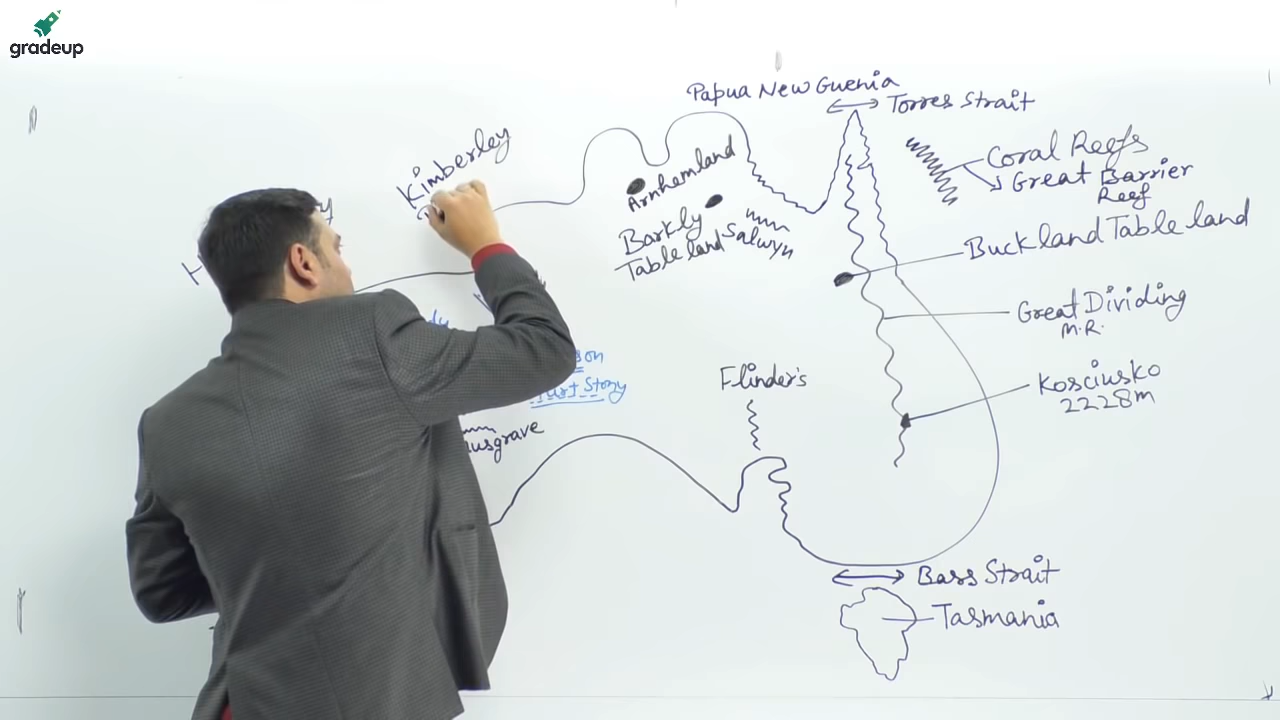 gradeup
Papua New Guenia
Torres Strait
Kimberley
Coral Reefs
Great Barrier
Reef
Arnhemland
Barkly
Table land
Salwyn
Buckland Table land
Great Dividing
M.R.
Flinder's
Kosciusko
2228m
Bass Strait
Tasmania